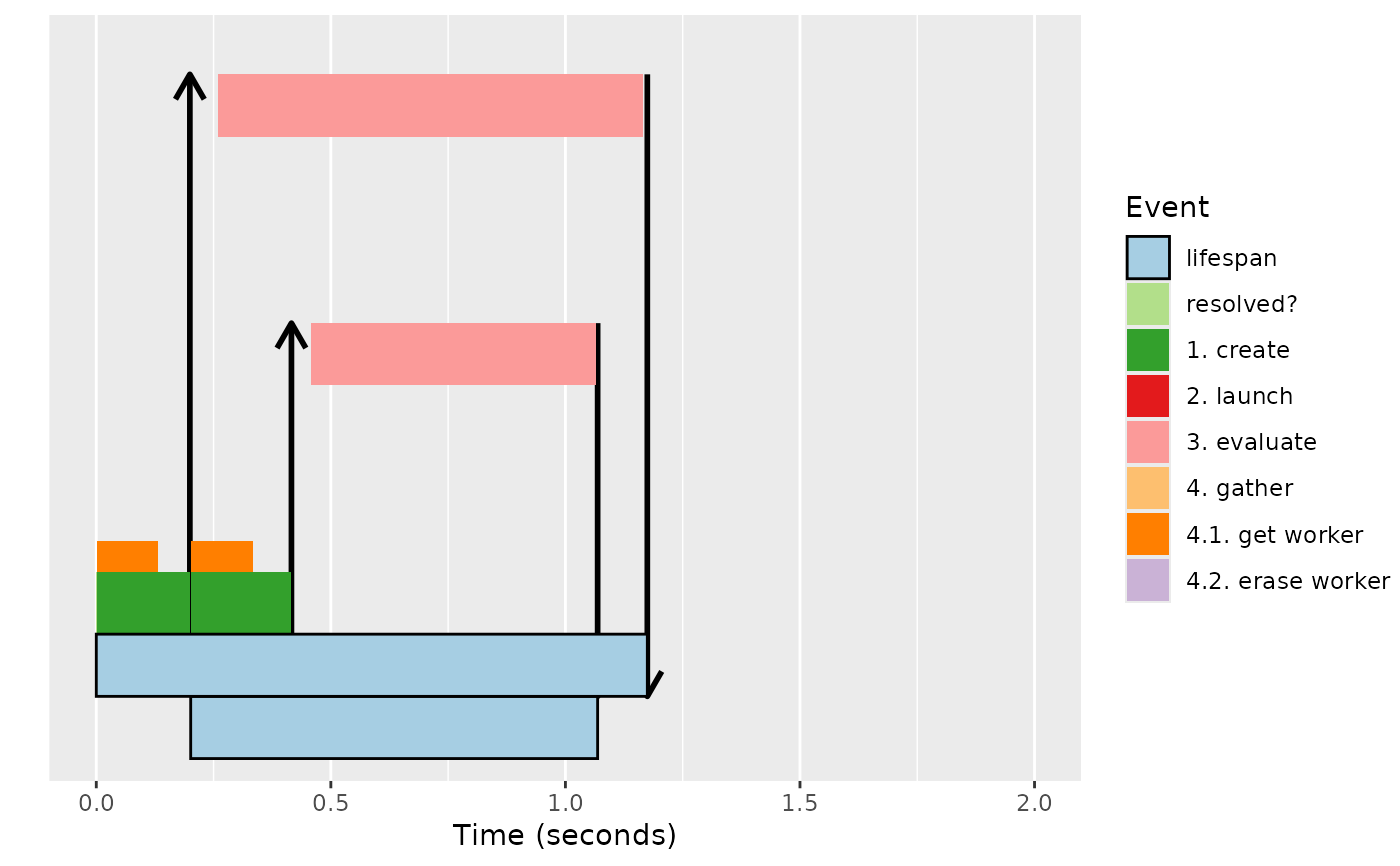 0.0 0.5 1.0 1.5 2.0
Time (seconds)
Event
lifespan
resolved?
1. create
2. launch
3. evaluate
4. gather
4.1. get worker
4.2. erase worker